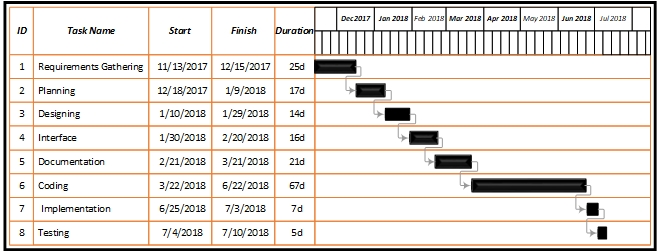 ID Task Name Start Finish Duration Dec 2017 Jan 2018 Feb 2018 Mar 2018 Apr 2018 May 2018 Jun 2018 Jul 2018
1 Requirements Gathering 11/13/2017 12/15/2017 25d
2 Planning 12/18/2017 1/9/2018 17d
3 Designing 1/10/2018 1/29/2018 14d
4 Interface 1/30/2018 2/20/2018 16d
5 Documentation 2/21/2018 3/21/2018 21d
6 Coding 3/22/2018 6/22/2018 67d
7 Implementation 6/25/2018 7/3/2018 7d
8 Testing 7/4/2018 7/10/2018 5d